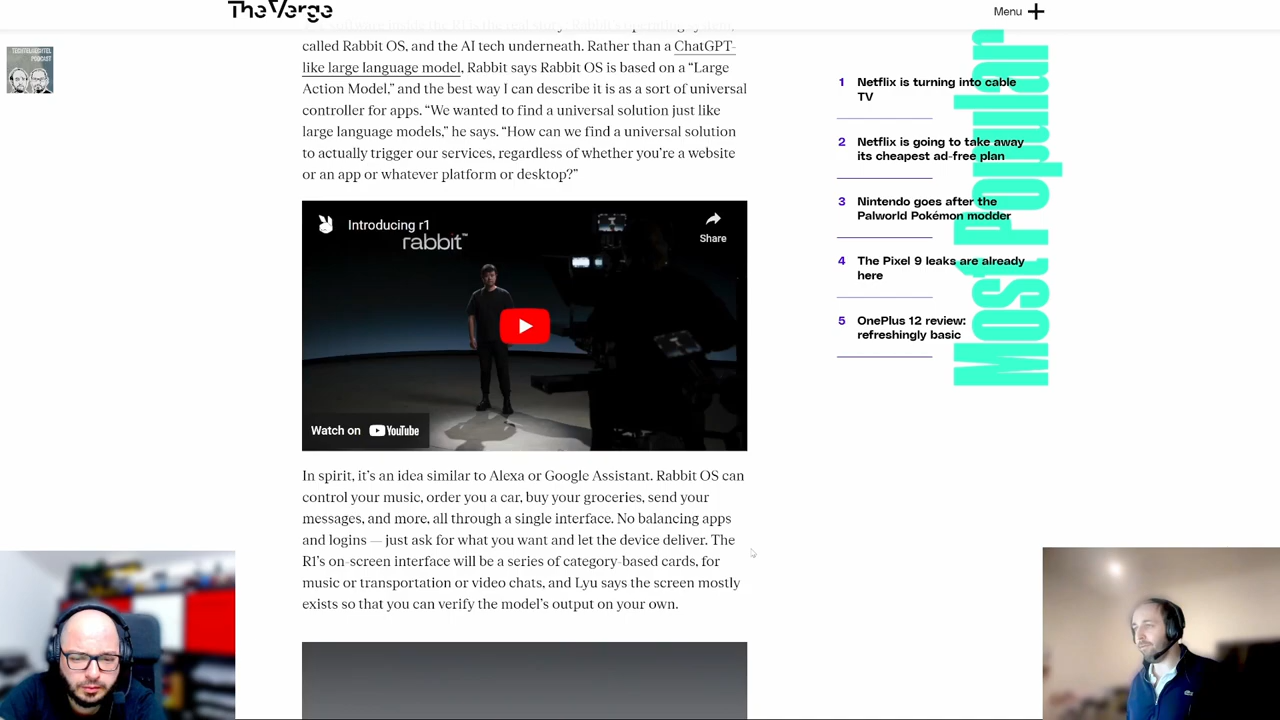 TheVerge
Menu
TECHTELTECHTEL
PODCAST
called Rabbit OS, and the AI tech underneath. Rather than a ChatGPT-
like large language model, Rabbit says Rabbit OS is based on a “Large
Action Model,” and the best way I can describe it is as a sort of universal
controller for apps. “We wanted to find a universal solution just like
large language models,” he says. “How can we find a universal solution
to actually trigger our services, regardless of whether you’re a website
or an app or whatever platform or desktop?”
Introducing r1
rabbit™
Share
Watch on YouTube
In spirit, it’s an idea similar to Alexa or Google Assistant. Rabbit OS can
control your music, order you a car, buy your groceries, send your
messages, and more, all through a single interface. No balancing apps
and logins — just ask for what you want and let the device deliver. The
R1’s on-screen interface will be a series of category-based cards, for
music or transportation or video chats, and Lyu says the screen mostly
exists so that you can verify the model’s output on your own.
Most Popular
1 Netflix is turning into cable
TV
2 Netflix is going to take away
its cheapest ad-free plan
3 Nintendo goes after the
Palworld Pokémon modder
4 The Pixel 9 leaks are already
here
5 OnePlus 12 review:
refreshingly basic